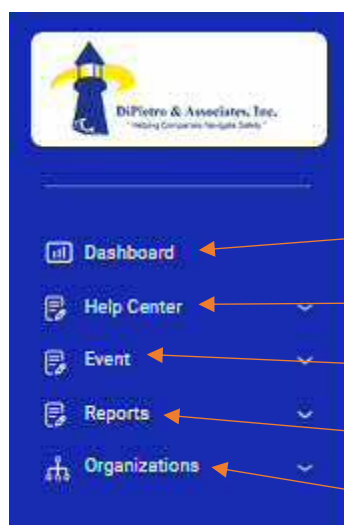 DiPietro & Associates, Inc.
"Helping Companies Navigate Safely"
Dashboard
Help Center
Event
Reports
Organizations